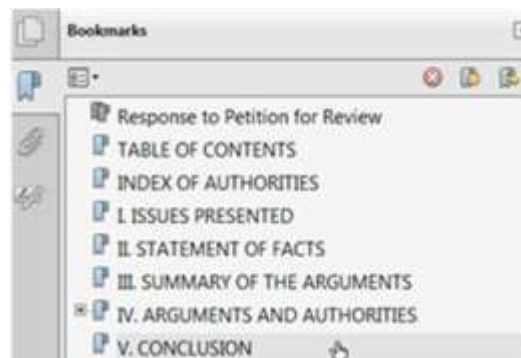 Bookmarks
Response to Petition for Review
TABLE OF CONTENTS
INDEX OF AUTHORITIES
I. ISSUES PRESENTED
II. STATEMENT OF FACTS
III. SUMMARY OF THE ARGUMENTS
IV. ARGUMENTS AND AUTHORITIES
V. CONCLUSION